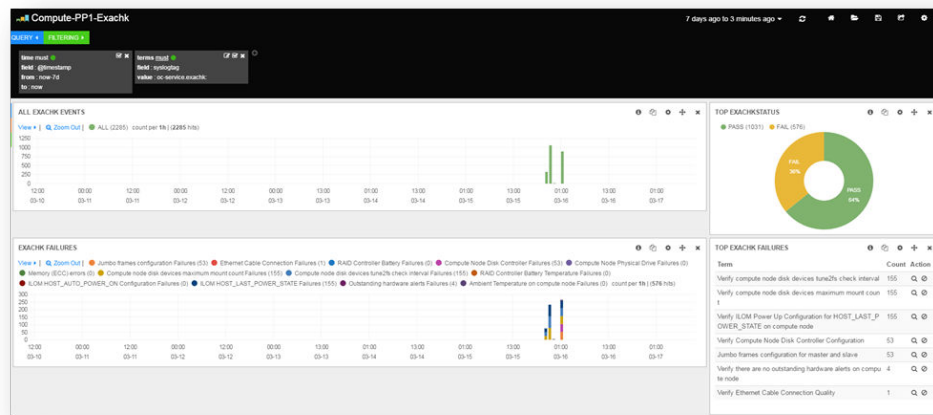 Compute-PP1-Exachk
7 days ago to 3 minutes ago
QUERY
FILTERING
time must
field : @timestamp
from : now-7d
to : now
terms must
field : syslogtag
value : oc-service.exachk:
ALL EXACHK EVENTS
View | Zoom Out | ALL (2285) count per 1h | (2285 hits)
1250
1000
750
500
250
0
12:00 00:00 12:00 00:00 12:00 00:00 13:00 01:00 13:00 01:00 13:00 01:00 13:00 01:00
03-10 03-11 03-11 03-12 03-12 03-13 03-13 03-14 03-14 03-15 03-15 03-16 03-16 03-17
TOP EXACHKSTATUS
PASS (1031) FAIL (576)
FAIL
36%
PASS
64%
EXACHK FAILURES
View | Zoom Out | Jumbo frames configuration Failures (53) Ethernet Cable Connection Failures (1) RAID Controller Battery Failures (0) Compute Node Disk Controller Failures (53) Compute Node Physical Drive Failures (0)
Memory (ECC) errors (0) Compute node disk devices maximum mount count Failures (155) Compute node disk devices tune2fs check interval Failures (155) RAID Controller Battery Temperature Failures (0)
ILOM HOST_AUTO_POWER_ON Configuration Failures (0) ILOM HOST_LAST_POWER_STATE Failures (155) Outstanding hardware alerts Failures (4) Ambient Temperature on compute node Failures (0) count per 1h | (576 hits)
300
250
200
150
100
50
0
12:00 00:00 12:00 00:00 12:00 00:00 13:00 01:00 13:00 01:00 13:00 01:00 13:00 01:00
03-10 03-11 03-11 03-12 03-12 03-13 03-13 03-14 03-14 03-15 03-15 03-16 03-16 03-17
TOP EXACHK FAILURES
Term Count Action
Verify compute node disk devices tune2fs check interval 155
Verify compute node disk devices maximum mount coun 155
t
Verify ILOM Power Up Configuration for HOST_LAST_P 155
OWER_STATE on compute node
Verify Compute Node Disk Controller Configuration 53
Jumbo frames configuration for master and slave 53
Verify there are no outstanding hardware alerts on compu 4
te node
Verify Ethernet Cable Connection Quality 1